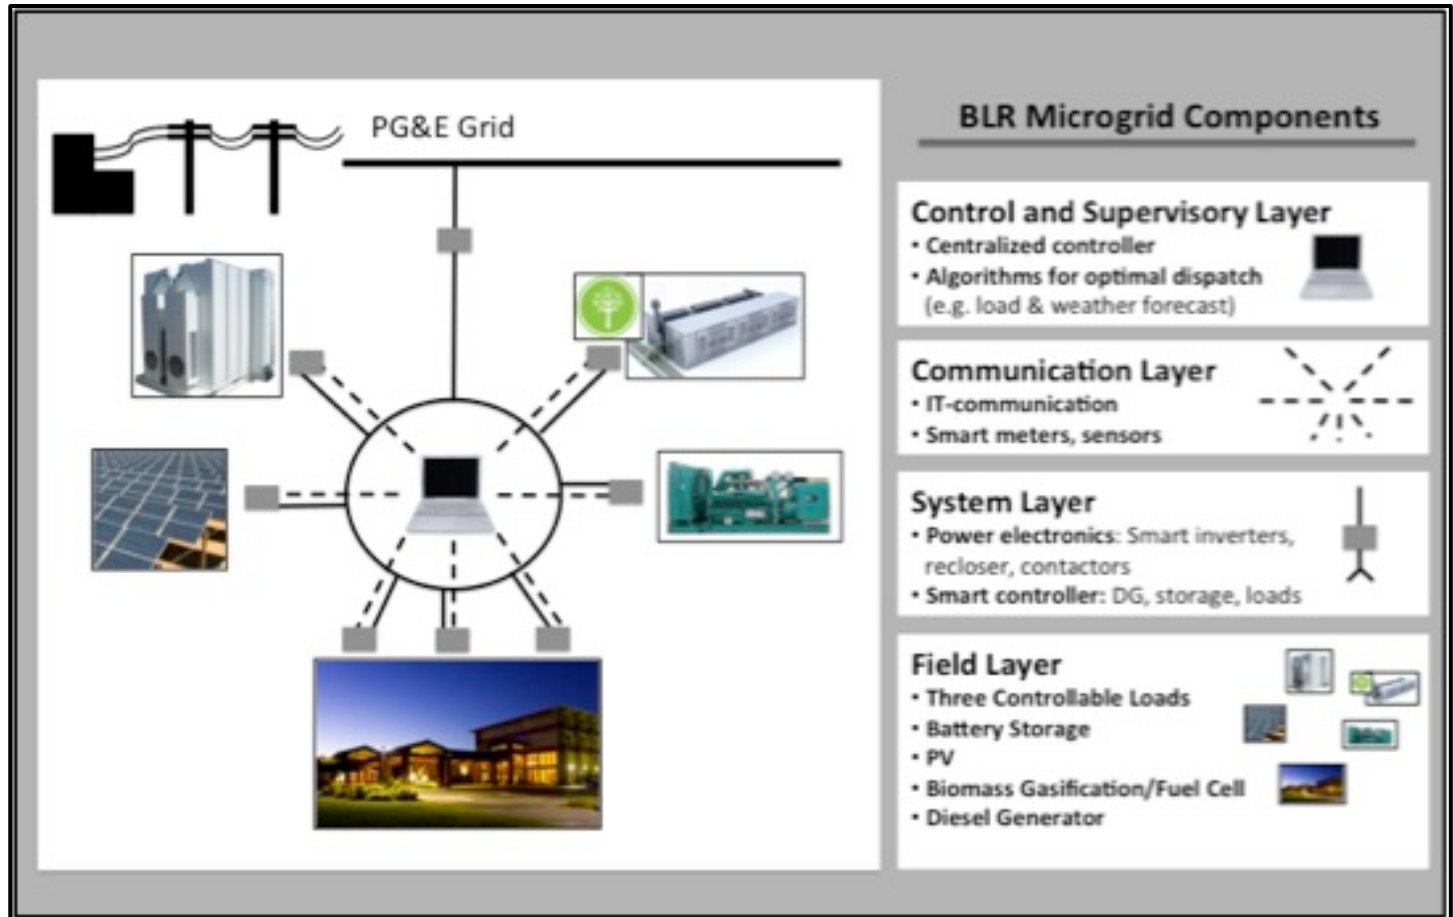 PG&E Grid
BLR Microgrid Components
Control and Supervisory Layer
• Centralized controller
• Algorithms for optimal dispatch
(e.g. load & weather forecast)
Communication Layer
• IT-communication
• Smart meters, sensors
System Layer
• Power electronics: Smart inverters,
recloser, contactors
• Smart controller: DG, storage, loads
Field Layer
• Three Controllable Loads
• Battery Storage
• PV
• Biomass Gasification/Fuel Cell
• Diesel Generator